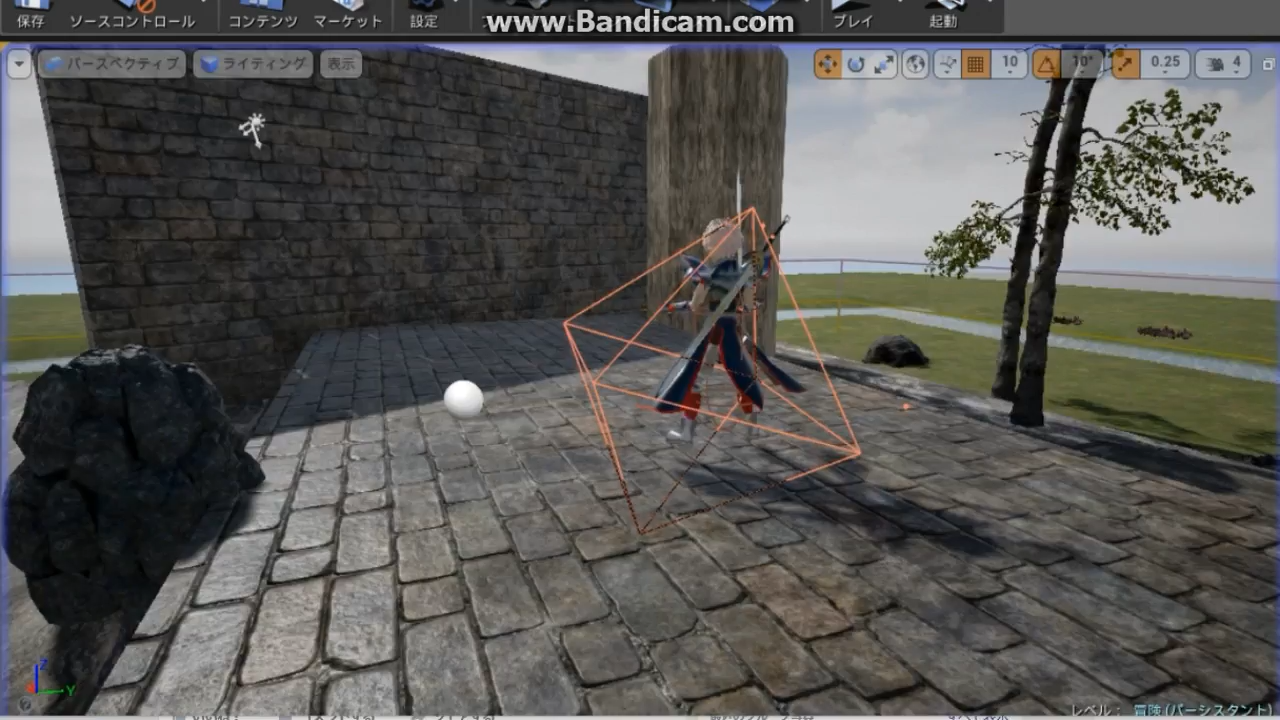 www.Bandicam.com
保存 ソースコントロール コンテンツ マーケット 設定 プレイ 起動
パースペクティブ ライティング 表示 10 10° 0.25 4
Z
Y
レベル： 冒険 (パーシスタント)